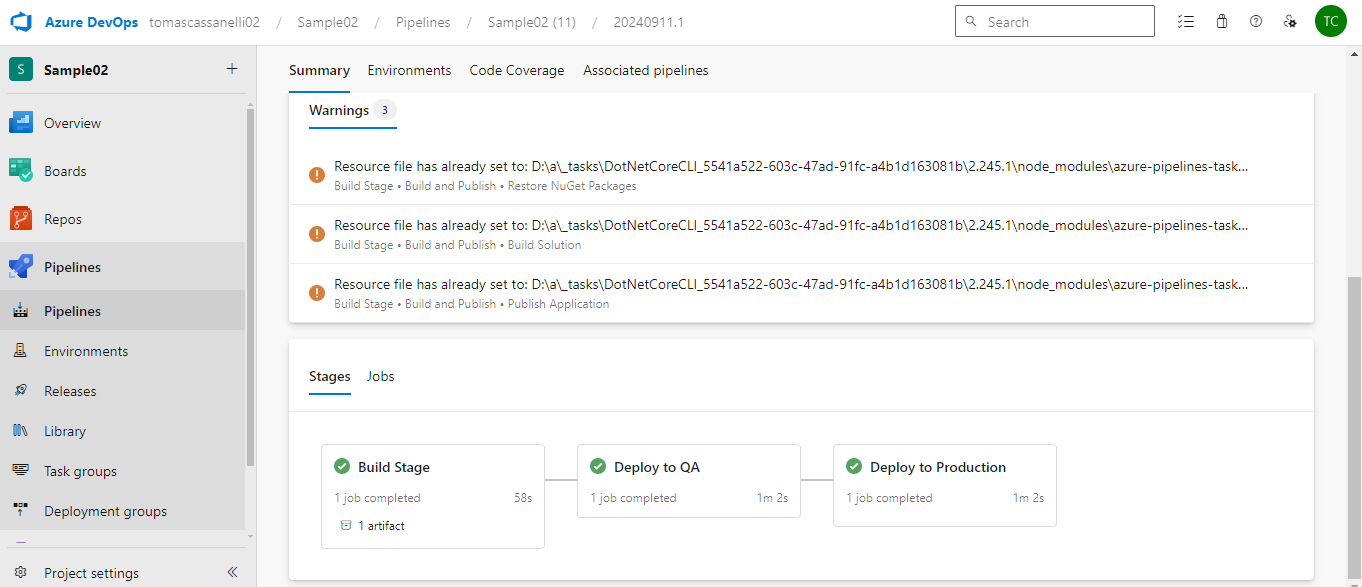 Azure DevOps tomascassanelli02 / Sample02 / Pipelines / Sample02 (11) / 20240911.1 Search TC
S Sample02 +
Overview
Boards
Repos
Pipelines
Pipelines
Environments
Releases
Library
Task groups
Deployment groups
Project settings
Summary Environments Code Coverage Associated pipelines
Warnings 3
Resource file has already set to: D:\a\_tasks\DotNetCoreCLI_5541a522-603c-47ad-91fc-a4b1d163081b\2.245.1\node_modules\azure-pipelines-task...
Build Stage • Build and Publish • Restore NuGet Packages
Resource file has already set to: D:\a\_tasks\DotNetCoreCLI_5541a522-603c-47ad-91fc-a4b1d163081b\2.245.1\node_modules\azure-pipelines-task...
Build Stage • Build and Publish • Build Solution
Resource file has already set to: D:\a\_tasks\DotNetCoreCLI_5541a522-603c-47ad-91fc-a4b1d163081b\2.245.1\node_modules\azure-pipelines-task...
Build Stage • Build and Publish • Publish Application
Stages Jobs
Build Stage
1 job completed 58s
1 artifact
Deploy to QA
1 job completed 1m 2s
Deploy to Production
1 job completed 1m 2s